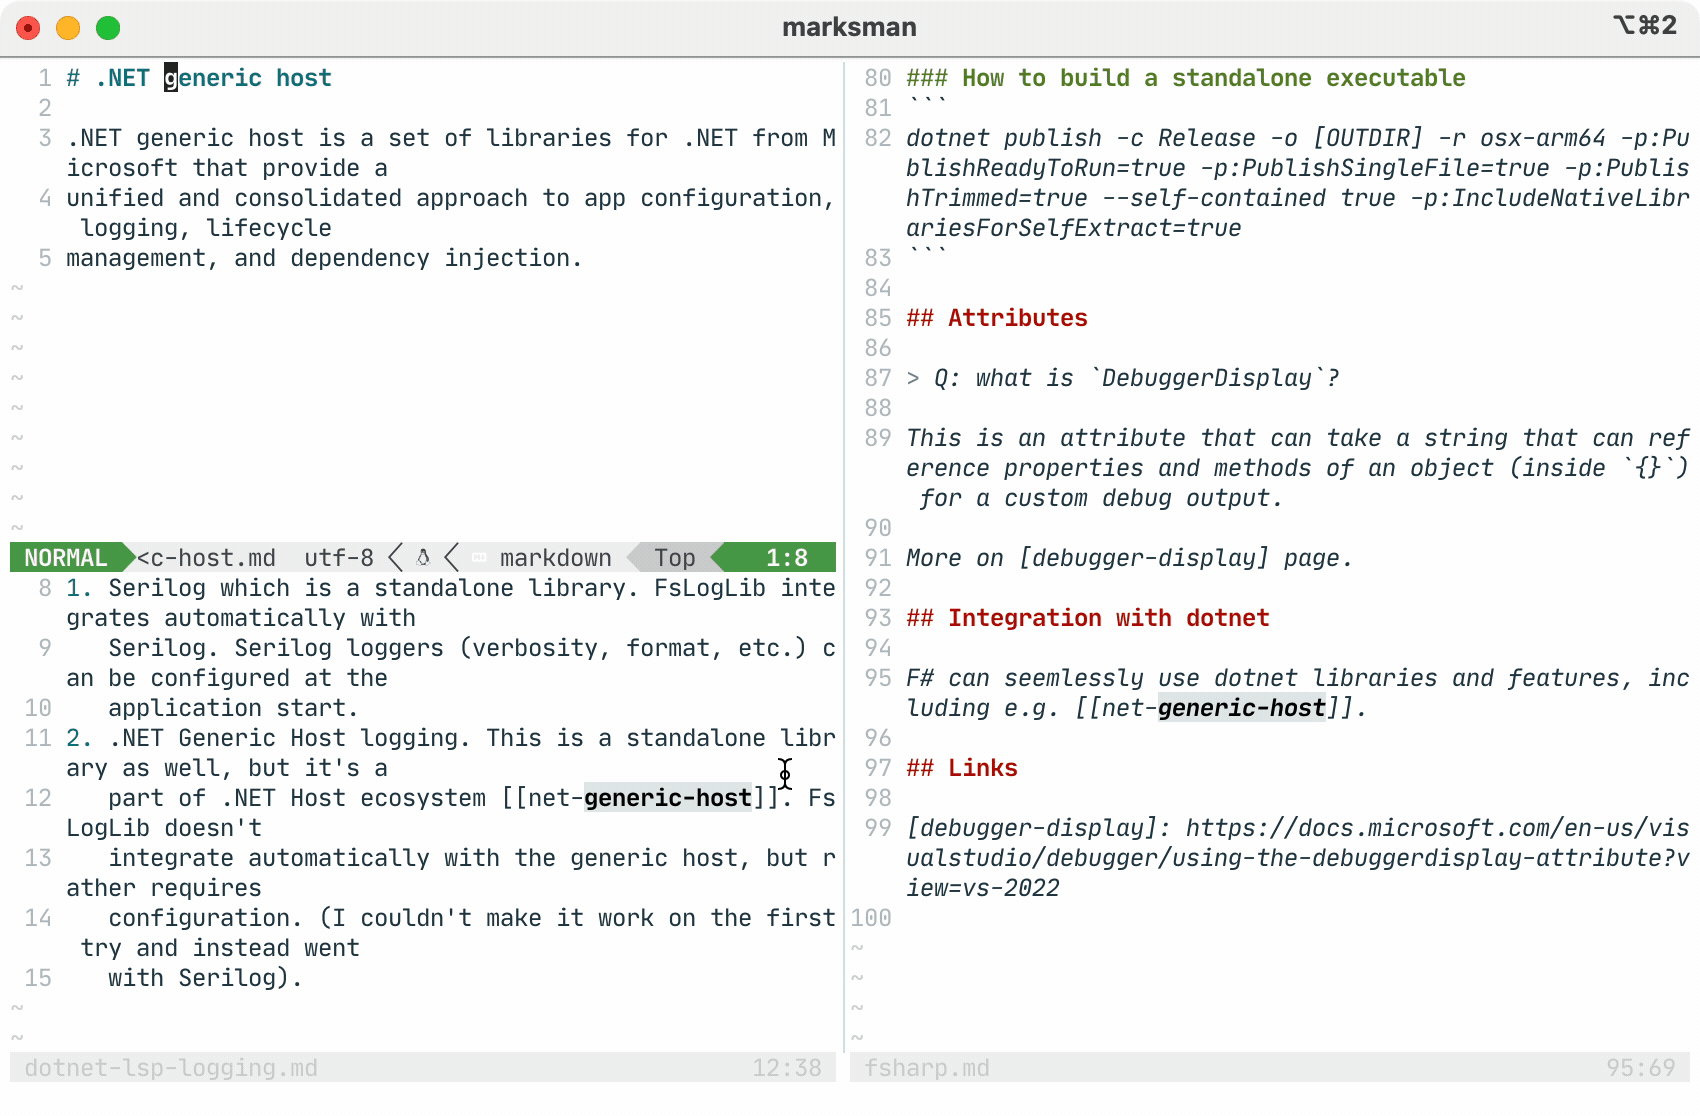 marksman
⌥⌘2
1 # .NET generic host
2
3 .NET generic host is a set of libraries for .NET from M
icrosoft that provide a
4 unified and consolidated approach to app configuration,
logging, lifecycle
5 management, and dependency injection.
~
~
~
~
~
~
~
~
~
NORMAL <c-host.md utf-8 markdown Top 1:8
8 1. Serilog which is a standalone library. FsLogLib inte
grates automatically with
9 Serilog. Serilog loggers (verbosity, format, etc.) c
an be configured at the
10 application start.
11 2. .NET Generic Host logging. This is a standalone libr
ary as well, but it's a
12 part of .NET Host ecosystem [[net-generic-host]]. Fs
LogLib doesn't
13 integrate automatically with the generic host, but r
ather requires
14 configuration. (I couldn't make it work on the first
try and instead went
15 with Serilog).
~
~
dotnet-lsp-logging.md 12:38
80 ### How to build a standalone executable
81 ```
82 dotnet publish -c Release -o [OUTDIR] -r osx-arm64 -p:Pu
blishReadyToRun=true -p:PublishSingleFile=true -p:Publis
hTrimmed=true --self-contained true -p:IncludeNativeLibr
ariesForSelfExtract=true
83 ```
84
85 ## Attributes
86
87 > Q: what is `DebuggerDisplay`?
88
89 This is an attribute that can take a string that can ref
erence properties and methods of an object (inside `{}`)
for a custom debug output.
90
91 More on [debugger-display] page.
92
93 ## Integration with dotnet
94
95 F# can seemlessly use dotnet libraries and features, inc
luding e.g. [[net-generic-host]].
96
97 ## Links
98
99 [debugger-display]: https://docs.microsoft.com/en-us/vis
ualstudio/debugger/using-the-debuggerdisplay-attribute?v
iew=vs-2022
100
~
~
~
~
fsharp.md 95:69